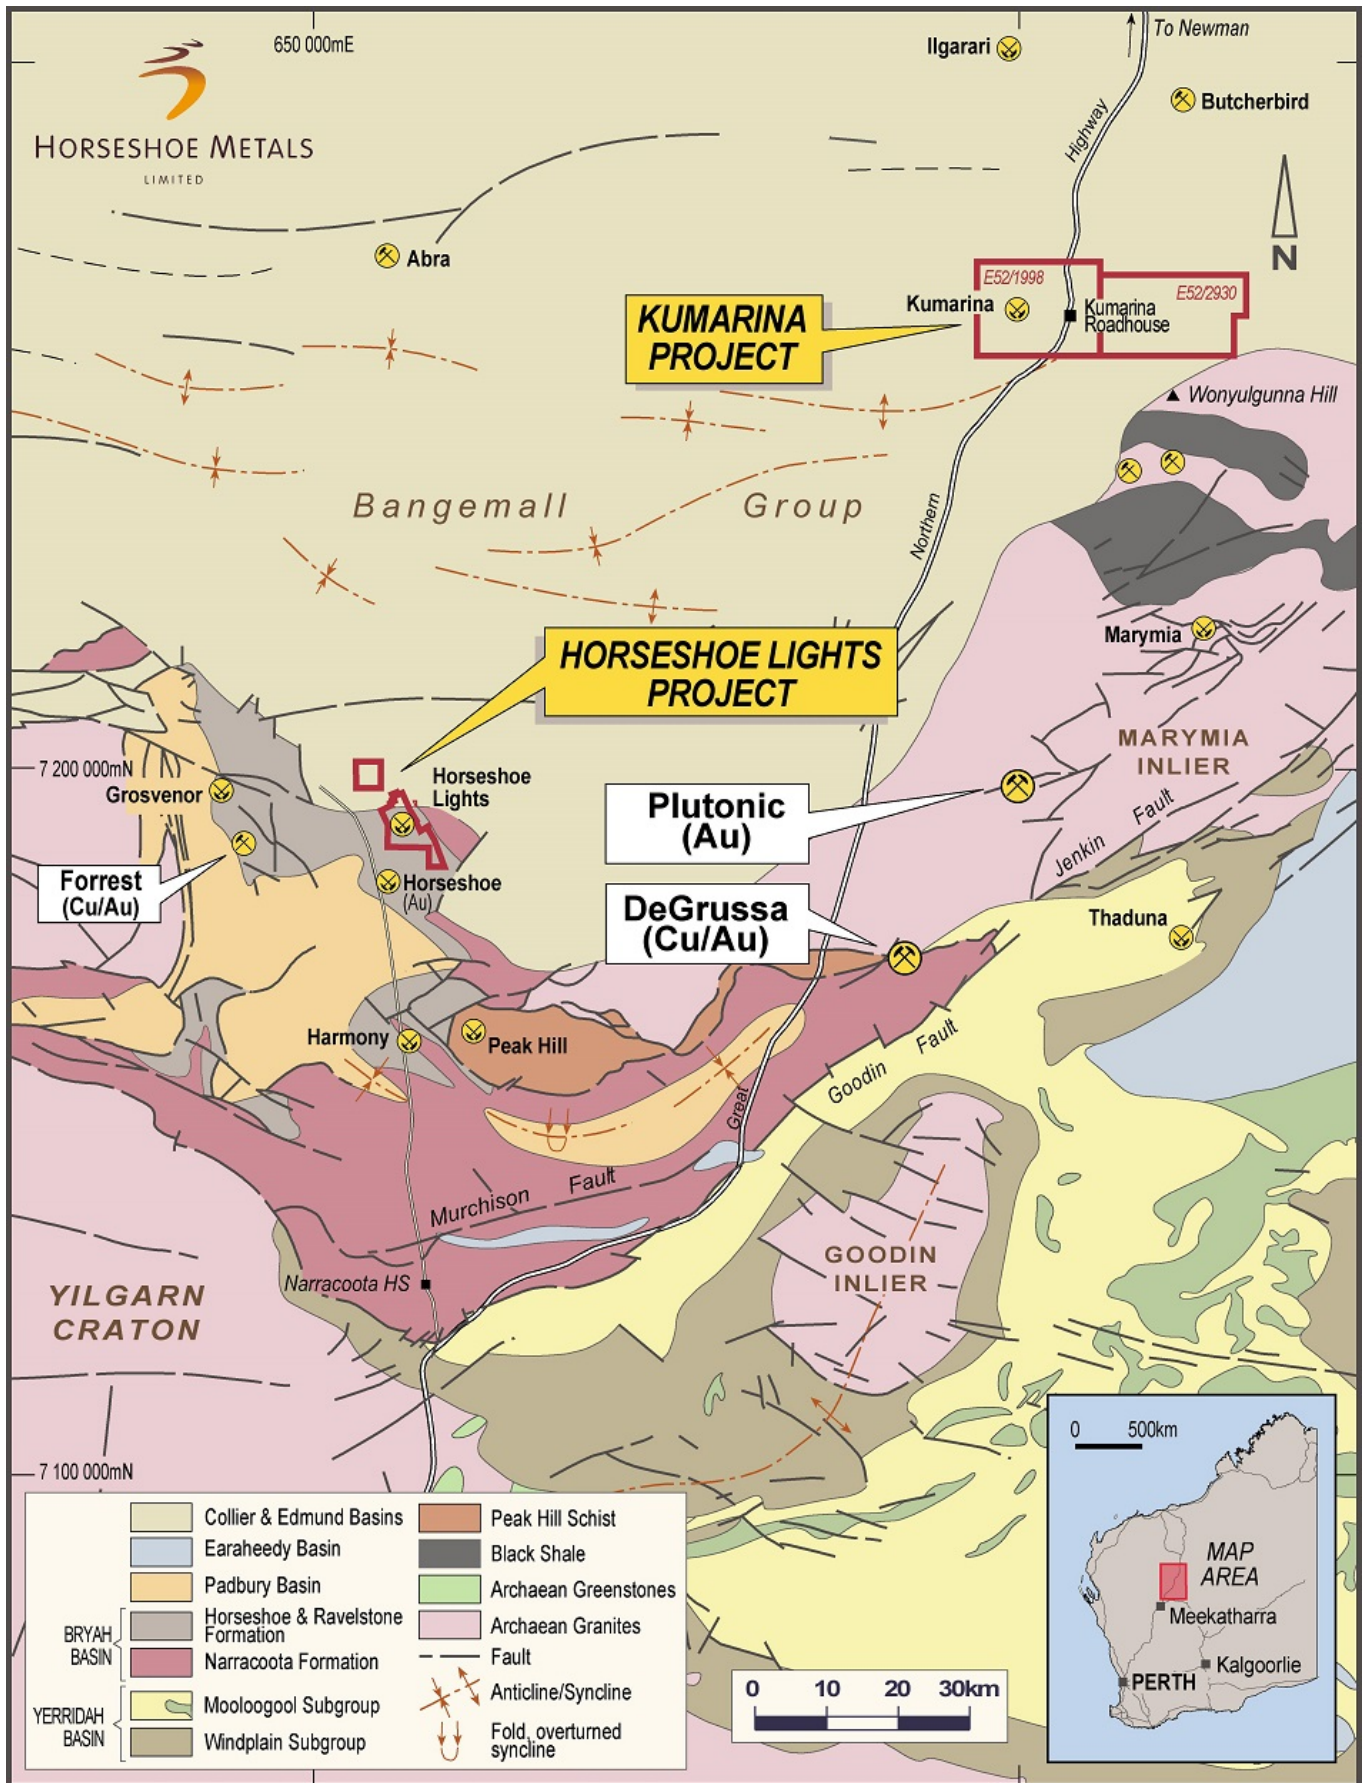 650 000mE
To Newman
Ilgarari
Butcherbird
HORSESHOE METALS
LIMITED
Highway
Abra
N
E52/1998
E52/2930
Kumarina
Kumarina
Roadhouse
KUMARINA
PROJECT
Wonyulgunna Hill
Bangemall Group
Northern
Marymia
HORSESHOE LIGHTS
PROJECT
MARYMIA
INLIER
7 200 000mN
Grosvenor
Horseshoe
Lights
Plutonic
(Au)
Jenkin Fault
Forrest
(Cu/Au)
Horseshoe
(Au)
DeGrussa
(Cu/Au)
Thaduna
Harmony
Peak Hill
Goodin Fault
Great
Murchison Fault
GOODIN
INLIER
Narracoota HS
YILGARN
CRATON
7 100 000mN
Collier & Edmund Basins
Earaheedy Basin
Padbury Basin
BRYAH
BASIN
Horseshoe & Ravelstone
Formation
Narracoota Formation
YERRIDAH
BASIN
Mooloogool Subgroup
Windplain Subgroup
Peak Hill Schist
Black Shale
Archaean Greenstones
Archaean Granites
Fault
Anticline/Syncline
Fold, overturned
syncline
0 10 20 30km
0 500km
MAP
AREA
Meekatharra
Kalgoorlie
PERTH